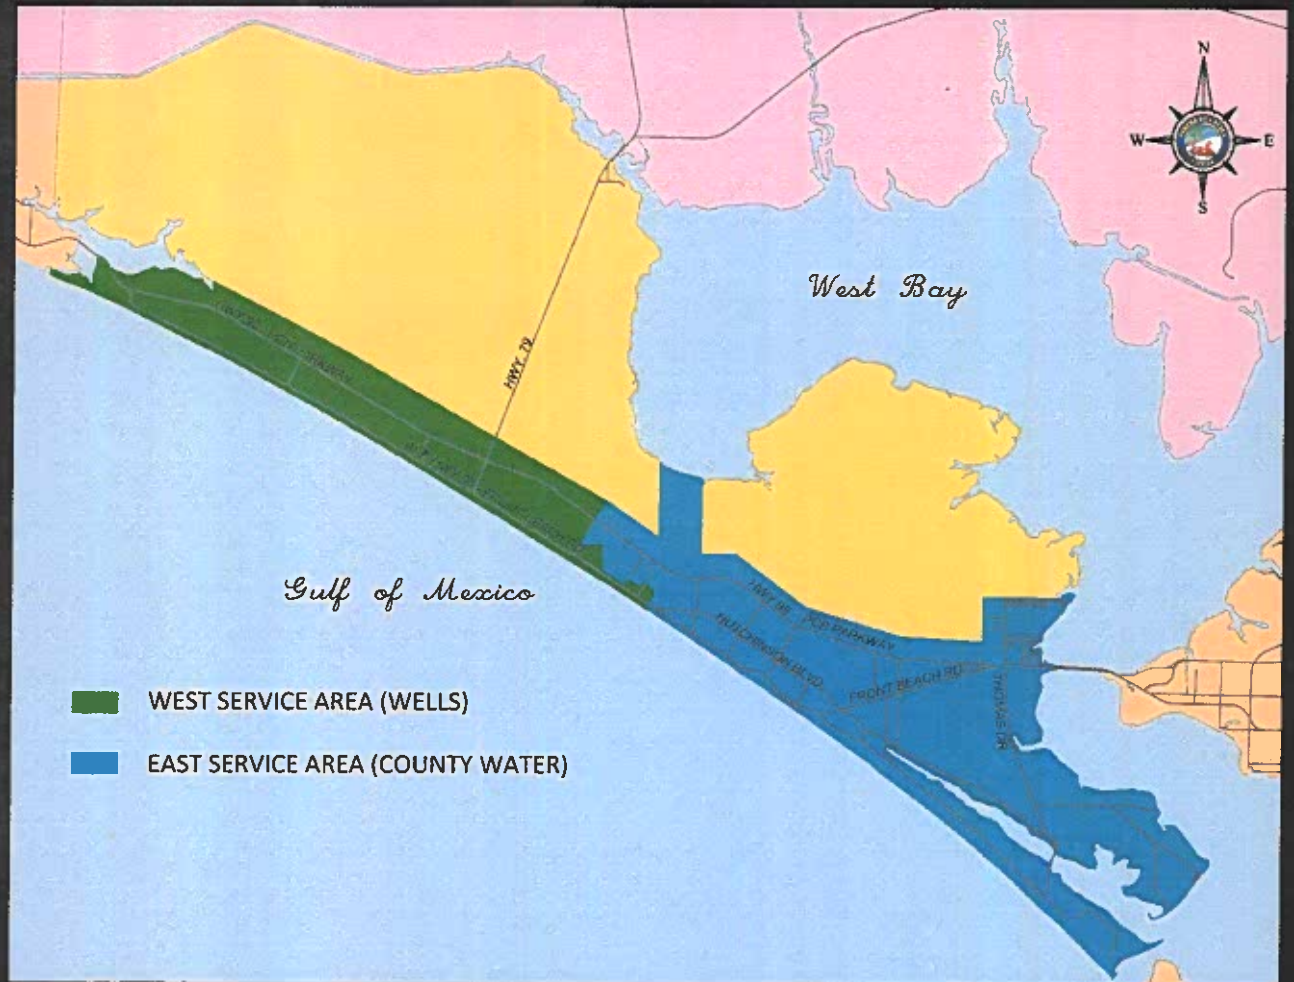 N
W
E
S
West Bay
HWY. 79
Gulf of Mexico
HWY 98 PCB PARKWAY
HUTCHINSON BLVD
FRONT BEACH RD
THOMAS DR
WEST SERVICE AREA (WELLS)
EAST SERVICE AREA (COUNTY WATER)